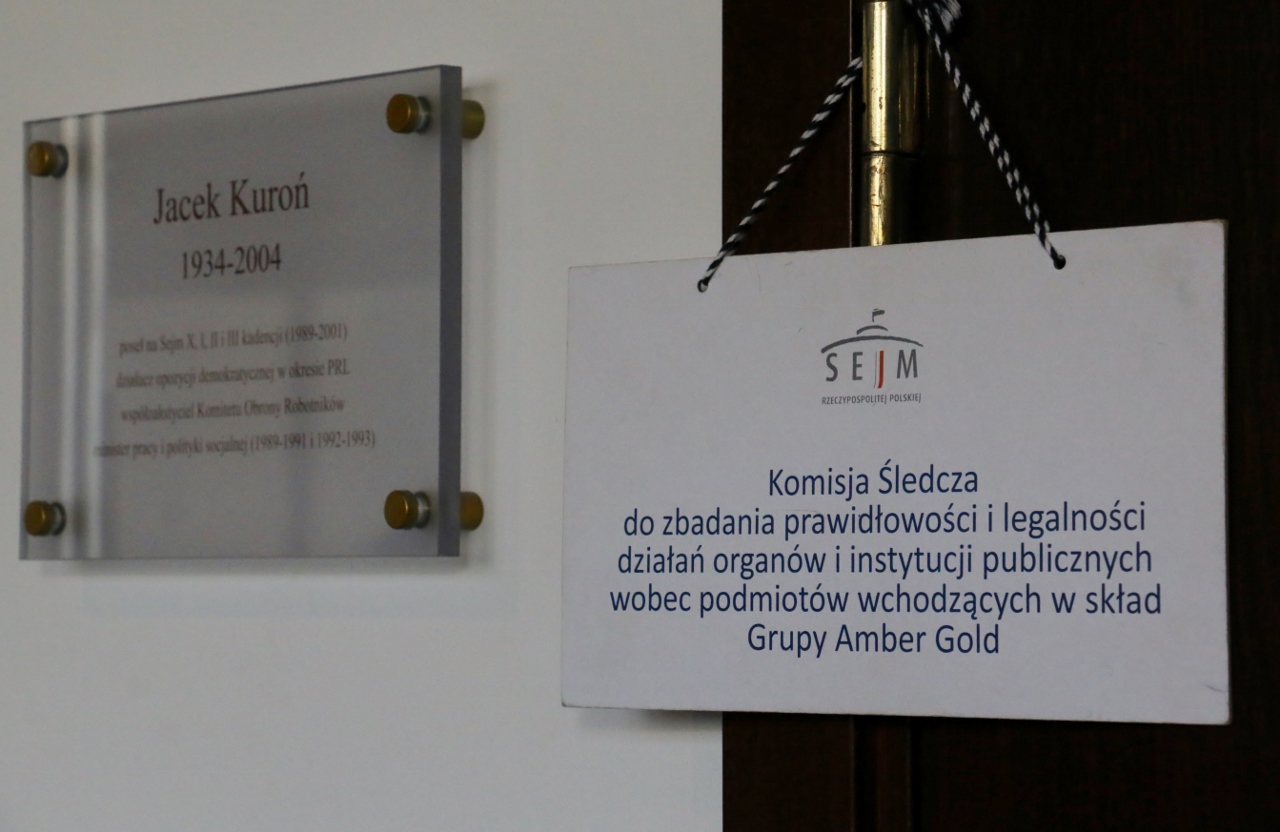 Jacek Kuroń
1934-2004
poseł na Sejm X, I, II i III kadencji (1989-2001)
działacz opozycji demokratycznej w okresie PRL
współzałożyciel Komitetu Obrony Robotników
minister pracy i polityki socjalnej (1989-1991 i 1992-1993)
SEJM
RZECZYPOSPOLITEJ POLSKIEJ
Komisja Śledcza
do zbadania prawidłowości i legalności
działań organów i instytucji publicznych
wobec podmiotów wchodzących w skład
Grupy Amber Gold